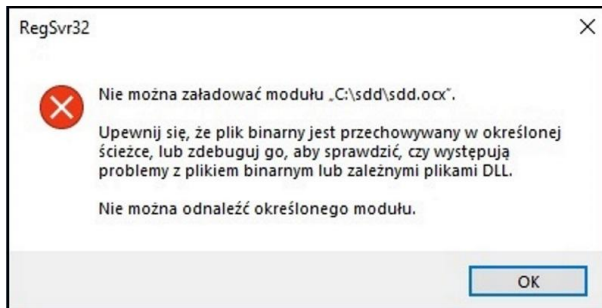 RegSvr32
Nie można załadować modułu „C:\sdd\sdd.ocx”.
Upewnij się, że plik binarny jest przechowywany w określonej
ścieżce, lub zdebuguj go, aby sprawdzić, czy występują
problemy z plikiem binarnym lub zależnymi plikami DLL.
Nie można odnaleźć określonego modułu.
OK